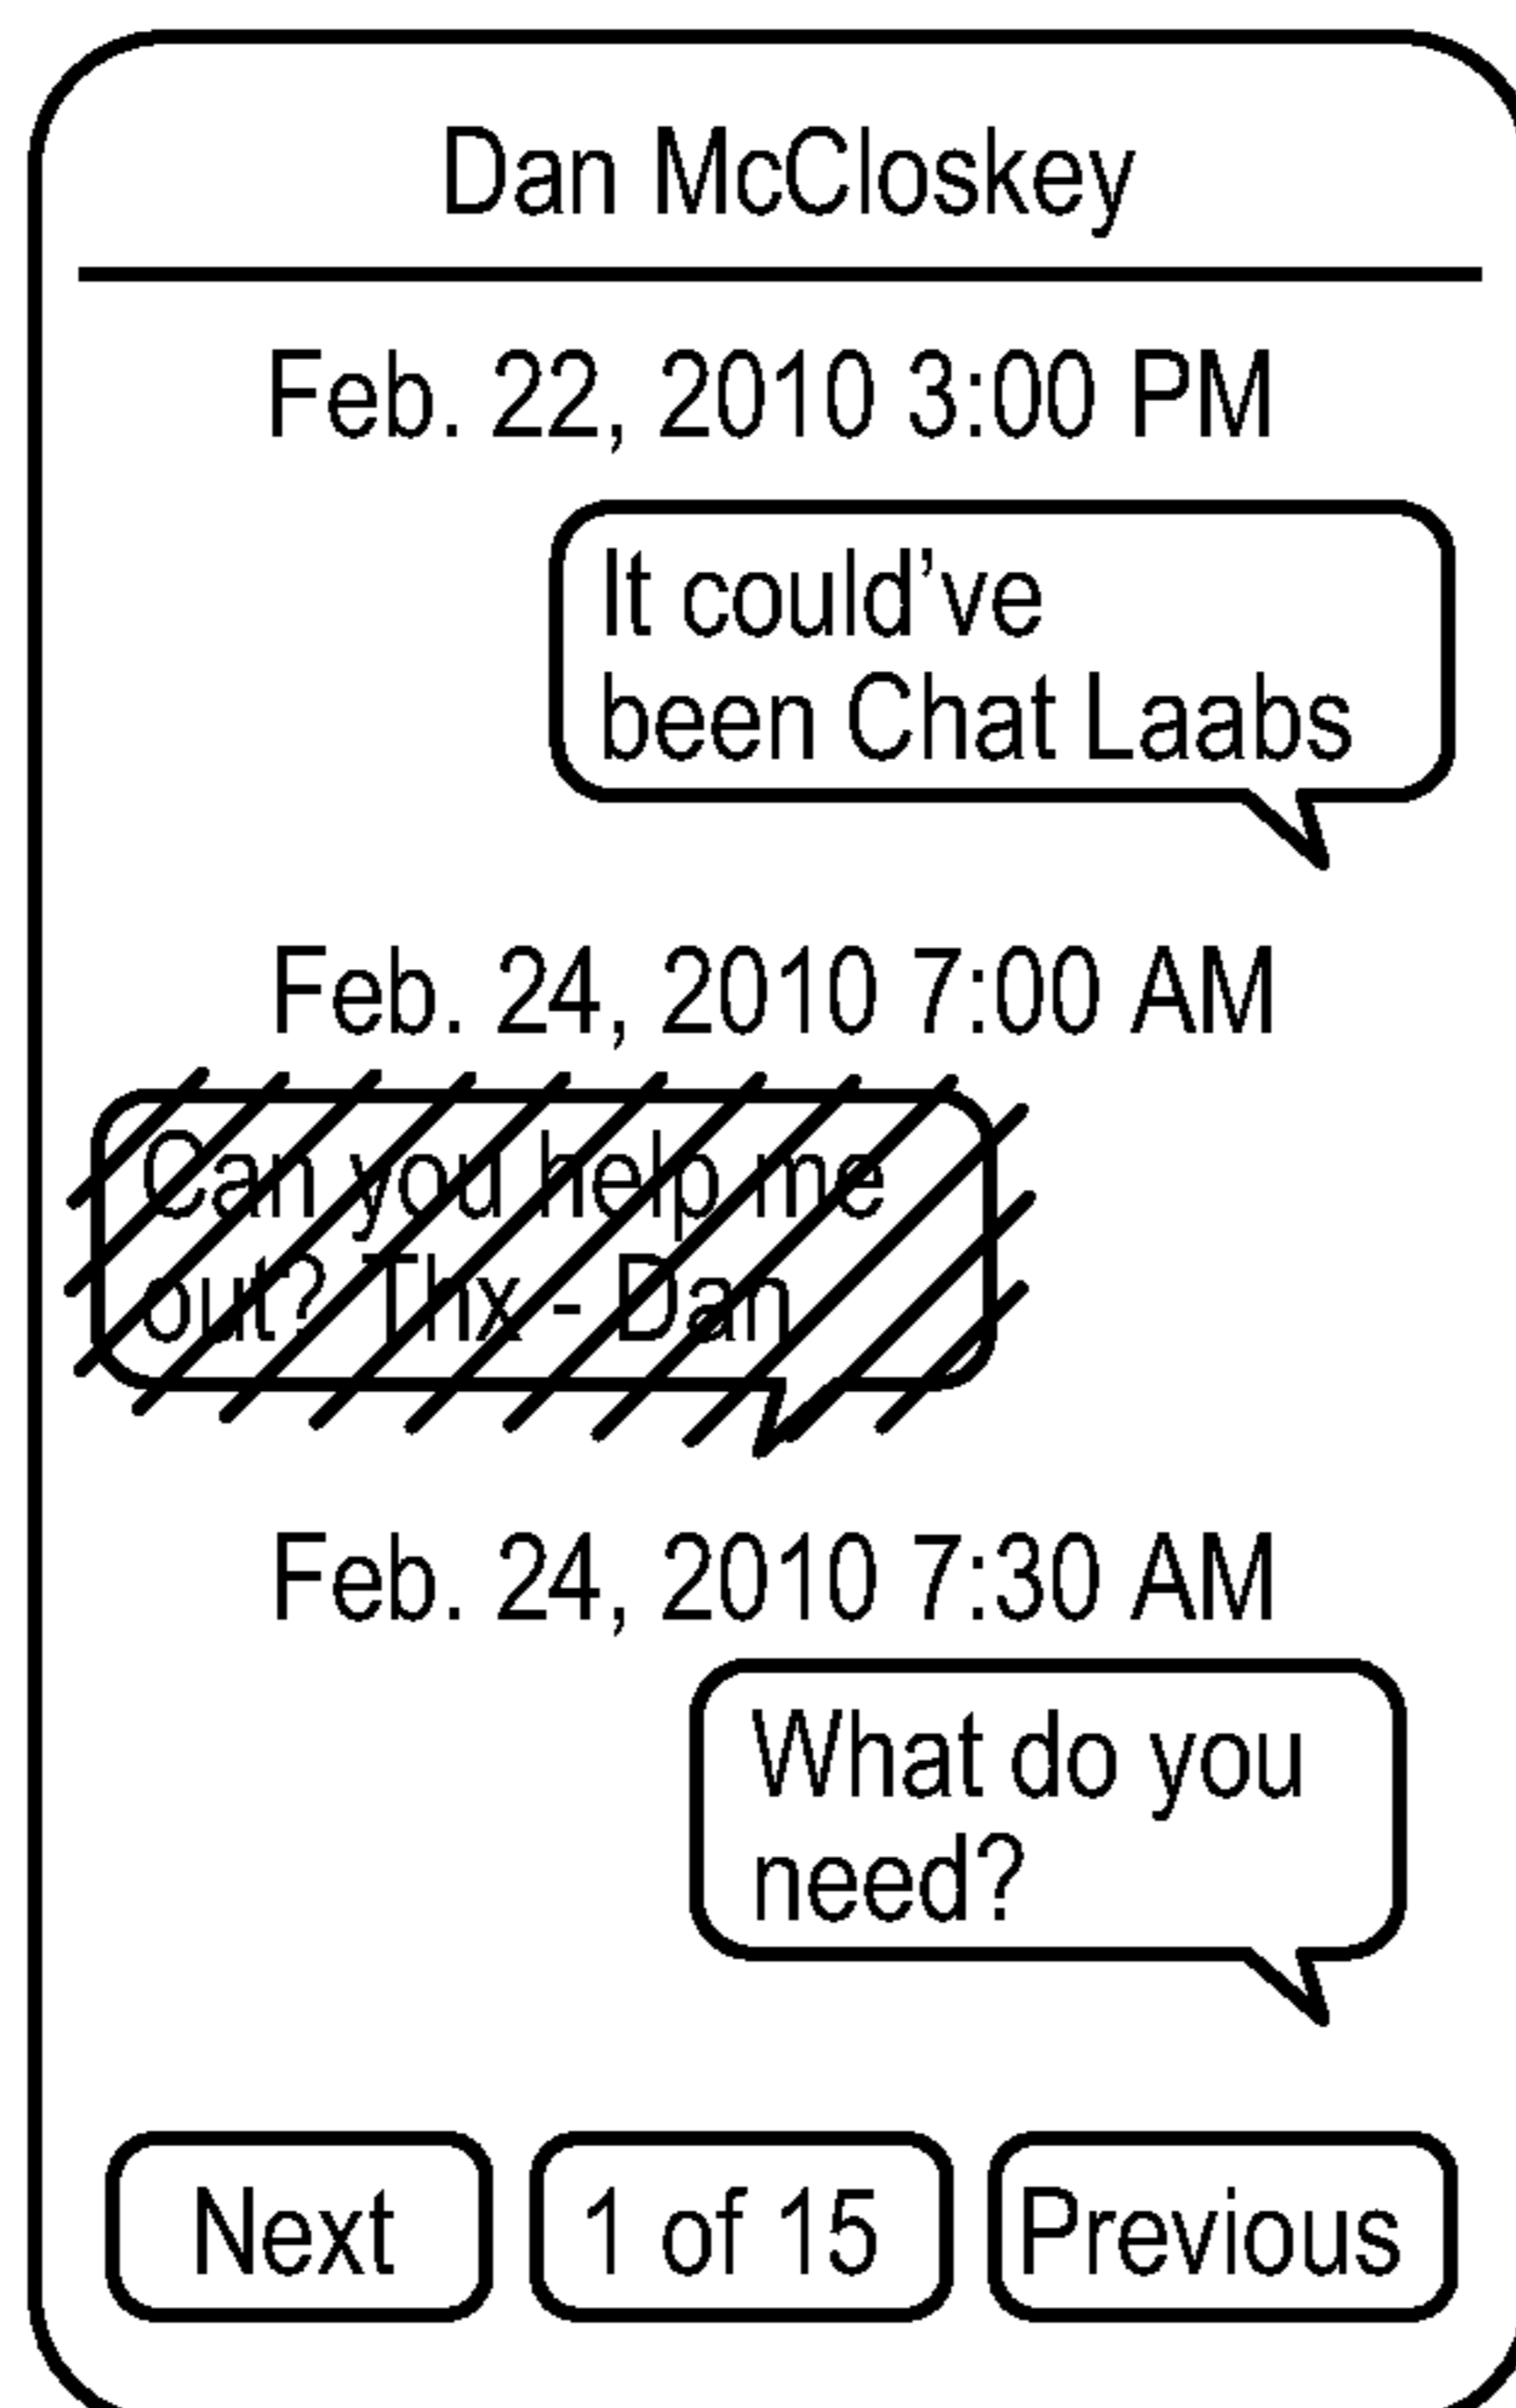 Dan McCloskey
Feb. 22, 2010 3:00 PM
It could’ve
been Chat Laabs
Feb. 24, 2010 7:00 AM
Can you help me
out? Thx - Dan
Feb. 24, 2010 7:30 AM
What do you
need?
Next
1 of 15
Previous